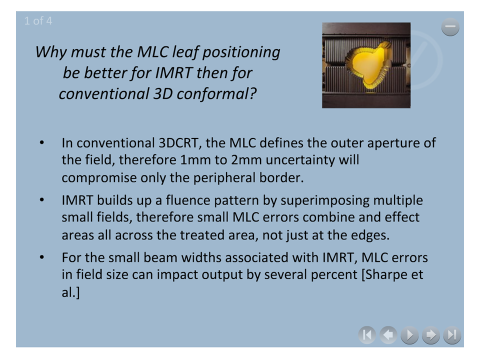 1 of 4
Why must the MLC leaf positioning
be better for IMRT then for
conventional 3D conformal?
• In conventional 3DCRT, the MLC defines the outer aperture of
the field, therefore 1mm to 2mm uncertainty will
compromise only the peripheral border.
• IMRT builds up a fluence pattern by superimposing multiple
small fields, therefore small MLC errors combine and effect
areas all across the treated area, not just at the edges.
• For the small beam widths associated with IMRT, MLC errors
in field size can impact output by several percent [Sharpe et
al.]